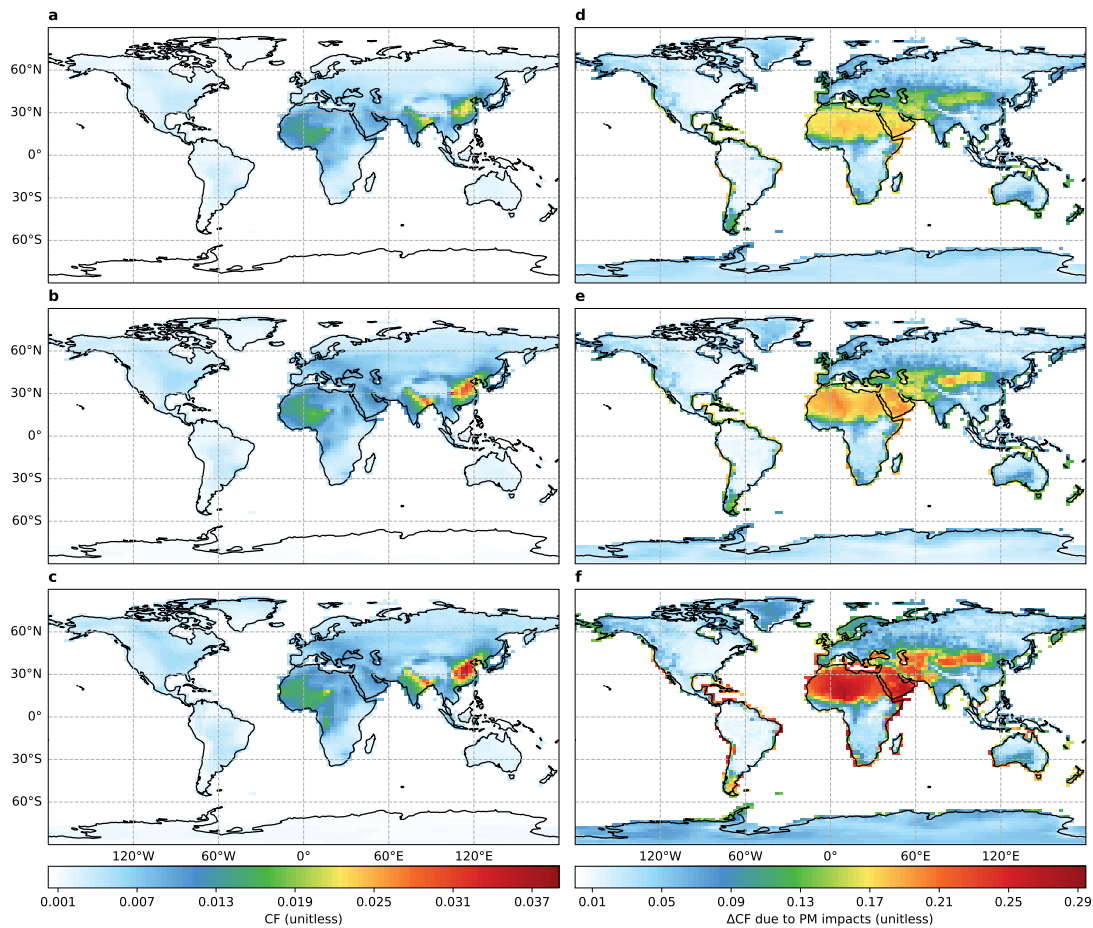 a
d
60°N
30°N
0°
30°S
60°S
b
e
60°N
30°N
0°
30°S
60°S
c
f
60°N
30°N
0°
30°S
60°S
120°W 60°W 0° 60°E 120°E
120°W 60°W 0° 60°E 120°E
0.001 0.007 0.013 0.019 0.025 0.031 0.037
CF (unitless)
0.01 0.05 0.09 0.13 0.17 0.21 0.25 0.29
ΔCF due to PM impacts (unitless)